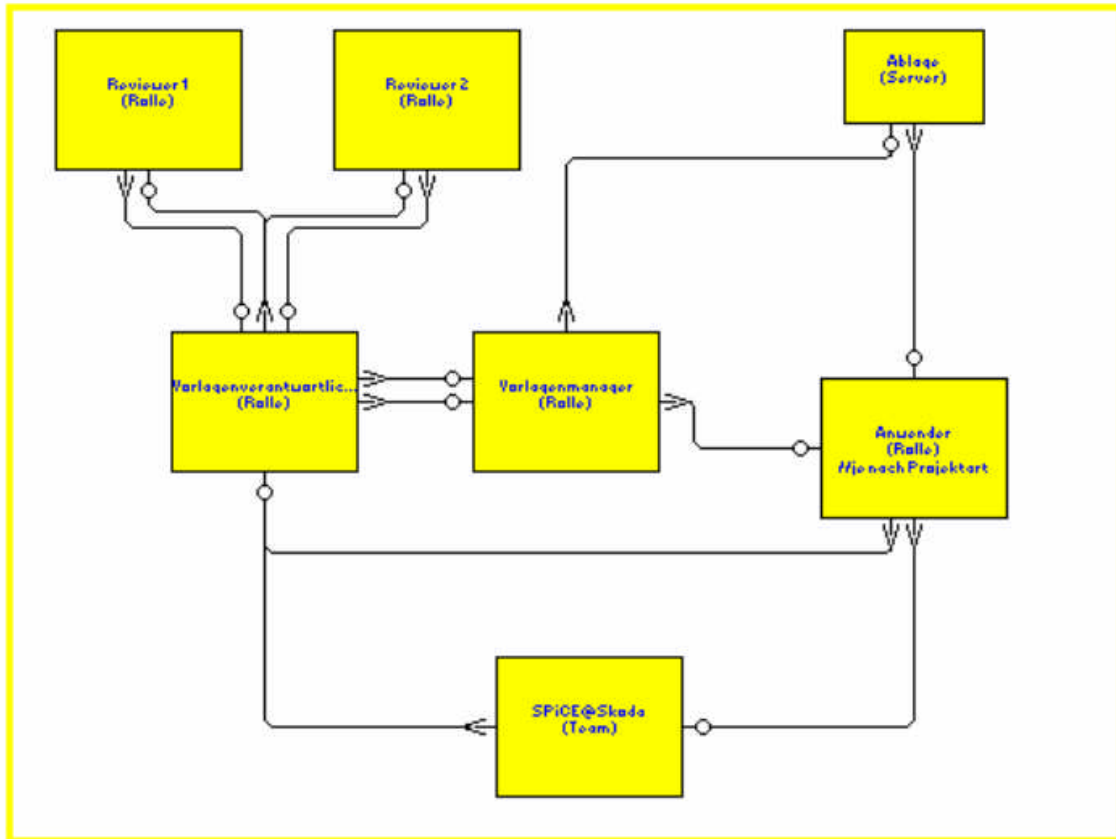 Reviewer 1
(Rolle)
Reviewer 2
(Rolle)
Ablage
(Server)
Vorlagenverantwortlic...
(Rolle)
Vorlagenmanager
(Rolle)
Anwender
(Rolle)
//je nach Projektart
SPiCE@Skoda
(Team)